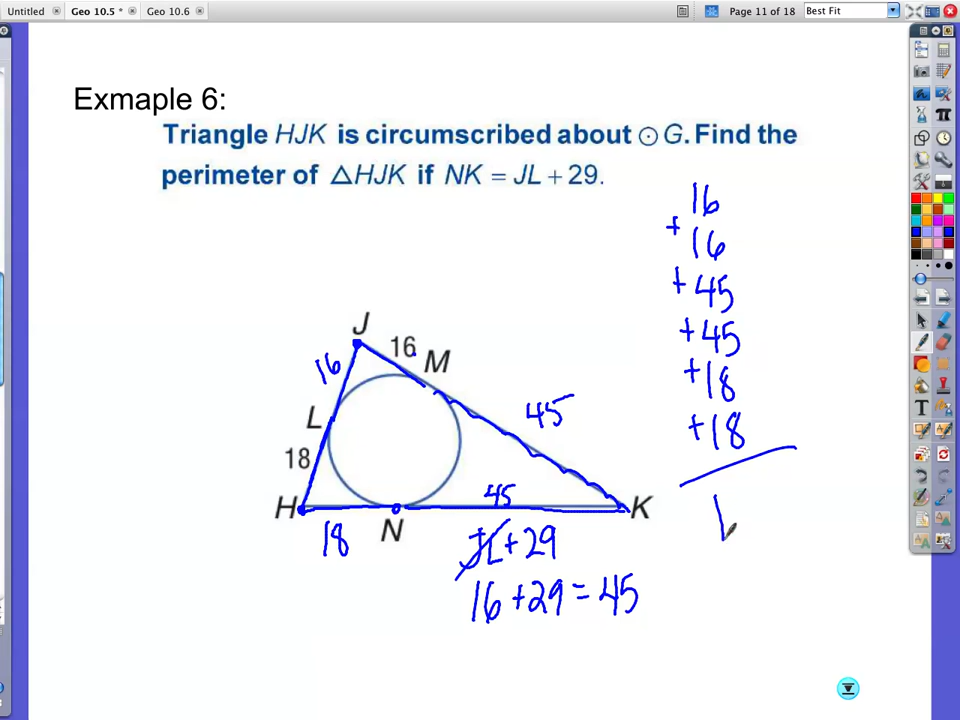 Untitled Geo 10.5 * Geo 10.6 Page 11 of 18 Best Fit
Exmaple 6:
Triangle HJK is circumscribed about ⊙ G. Find the
perimeter of △HJK if NK = JL + 29.
16
+ 16
+ 45
+ 45
+ 18
+ 18
J
16
16
M
45
L
18
45
H
K
18
N
JL + 29
16 + 29 = 45